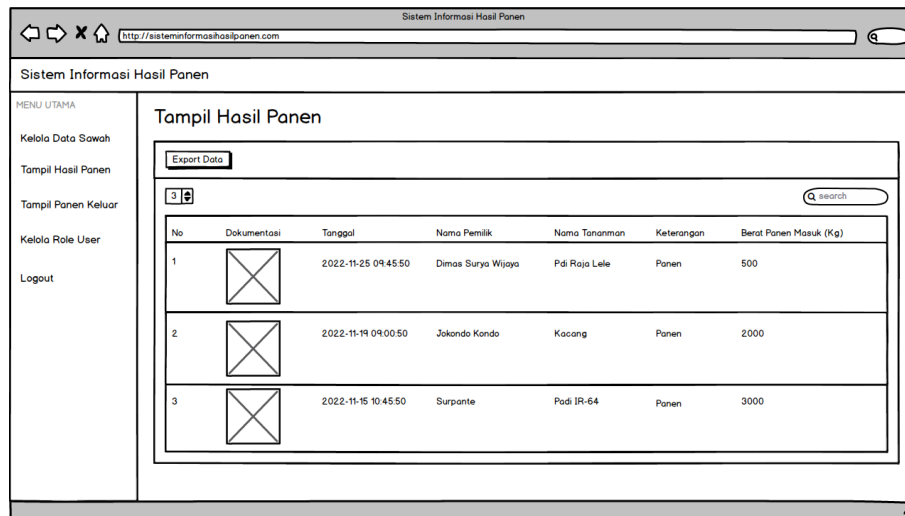 Sistem Informasi Hasil Panen
http://sisteminformasihasilpanen.com
Sistem Informasi Hasil Panen
MENU UTAMA
Kelola Data Sawah
Tampil Hasil Panen
Tampil Panen Keluar
Kelola Role User
Logout
Tampil Hasil Panen
Export Data
3
search
No Dokumentasi Tanggal Nama Pemilik Nama Tananman Keterangan Berat Panen Masuk (Kg)
1 2022-11-25 09:45:50 Dimas Surya Wijaya Pdi Raja Lele Panen 500
2 2022-11-19 09:00:50 Jokondo Kondo Kacang Panen 2000
3 2022-11-15 10:45:50 Surpante Padi IR-64 Panen 3000